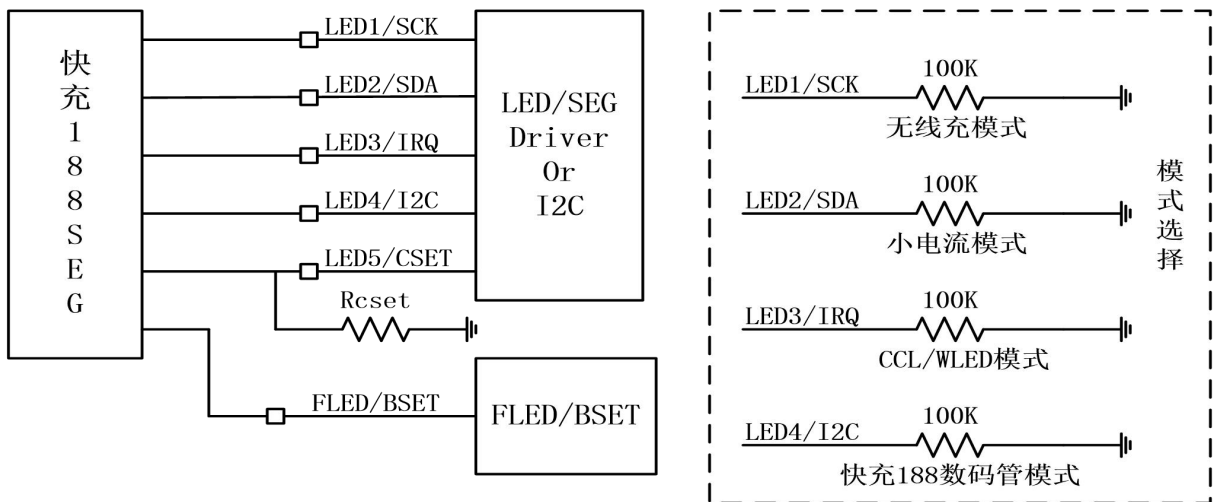 快充188SEG
LED1/SCK
LED2/SDA
LED3/IRQ
LED4/I2C
LED5/CSET
Rcset
FLED/BSET
LED/SEG
Driver
Or
I2C
FLED/BSET
LED1/SCK
100K
无线充模式
LED2/SDA
100K
小电流模式
LED3/IRQ
100K
CCL/WLED模式
LED4/I2C
100K
快充188数码管模式
模式选择